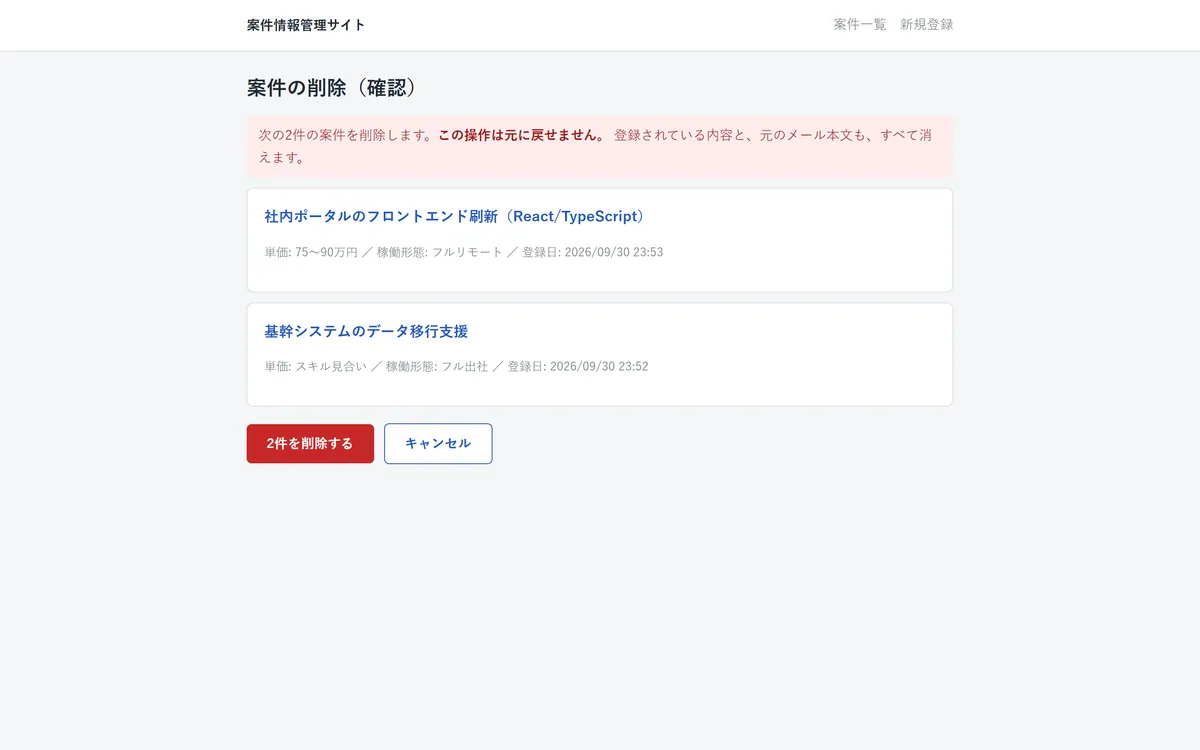 案件情報管理サイト
案件一覧 新規登録
案件の削除（確認）
次の2件の案件を削除します。この操作は元に戻せません。 登録されている内容と、元のメール本文も、すべて消
えます。
社内ポータルのフロントエンド刷新（React/TypeScript）
単価: 75〜90万円 ／ 稼働形態: フルリモート ／ 登録日: 2026/09/30 23:53
基幹システムのデータ移行支援
単価: スキル見合い ／ 稼働形態: フル出社 ／ 登録日: 2026/09/30 23:52
2件を削除する
キャンセル